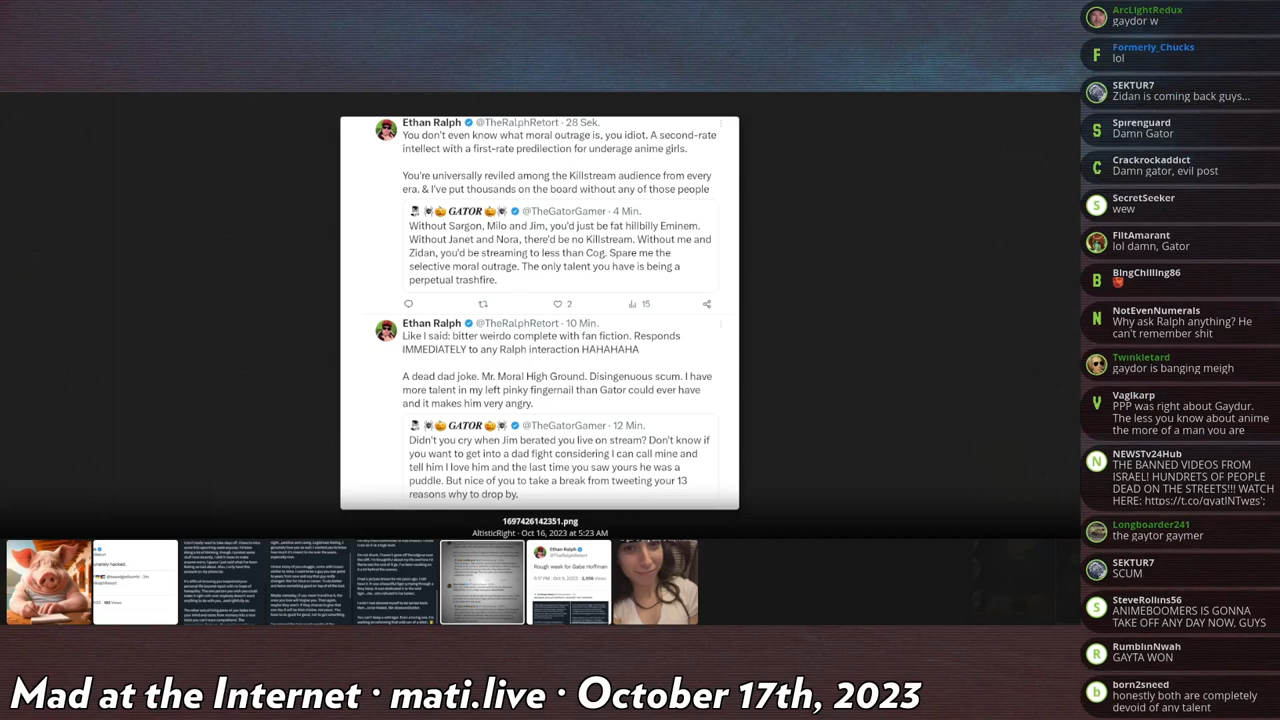 Ethan Ralph @TheRalphRetort · 28 Sek.
You don't even know what moral outrage is, you idiot. A second-rate
intellect with a first-rate predilection for underage anime girls.
You're universally reviled among the Killstream audience from every
era. & I've put thousands on the board without any of those people
GATOR @TheGatorGamer · 4 Min.
Without Sargon, Milo and Jim, you'd just be fat hillbilly Eminem.
Without Janet and Nora, there'd be no Killstream. Without me and
Zidan, you'd be streaming to less than Cog. Spare me the
selective moral outrage. The only talent you have is being a
perpetual trashfire.
2
15
Ethan Ralph @TheRalphRetort · 10 Min.
Like I said: bitter weirdo complete with fan fiction. Responds
IMMEDIATELY to any Ralph interaction HAHAHAHA
A dead dad joke. Mr. Moral High Ground. Disingenuous scum. I have
more talent in my left pinky fingernail than Gator could ever have
and it makes him very angry.
GATOR @TheGatorGamer · 12 Min.
Didn't you cry when Jim berated you live on stream? Don't know if
you want to get into a dad fight considering I can call mine and
tell him I love him and the last time you saw yours he was a
puddle. But nice of you to take a break from tweeting your 13
reasons why to drop by.
1697426142351.png
AltisticRight · Oct 16, 2023 at 5:23 AM
Ethan Ralph
@TheRalphRetort
Rough week for Gabe Hoffman
Mad at the Internet · mati.live · October 17th, 2023
ArcLightRedux
gaydor w
Formerly_Chucks
F
lol
SEKTUR7
Zidan is coming back guys...
S
Sp1renguard
Damn Gator
C
Crackrockaddict
Damn gator, evil post
S
SecretSeeker
wew
FlItAmarant
lol damn, Gator
B
BingChilling86
N
NotEvenNumerals
Why ask Ralph anything? He
can't remember shit
Twinkletard
gaydor is banging meigh
V
Vaglkarp
PPP was right about Gaydur.
The less you know about anime
the more of a man you are
N
NEWSTv24Hub
THE BANNED VIDEOS FROM
ISRAEL! HUNDRETS OF PEOPLE
DEAD ON THE STREETS!!! WATCH
HERE: https://t.co/qvatlNTwcS
Longboarder241
gaytor
SEKTUR7
CUM
S
SaneRolling856
ANIME BEARS IS GONNA
TAKE OFF ANY DAY NOW, GUYS
R
RumblinNwah
GAYTA WON
b
born2sneed
honestly both are completely
devoid of any talent